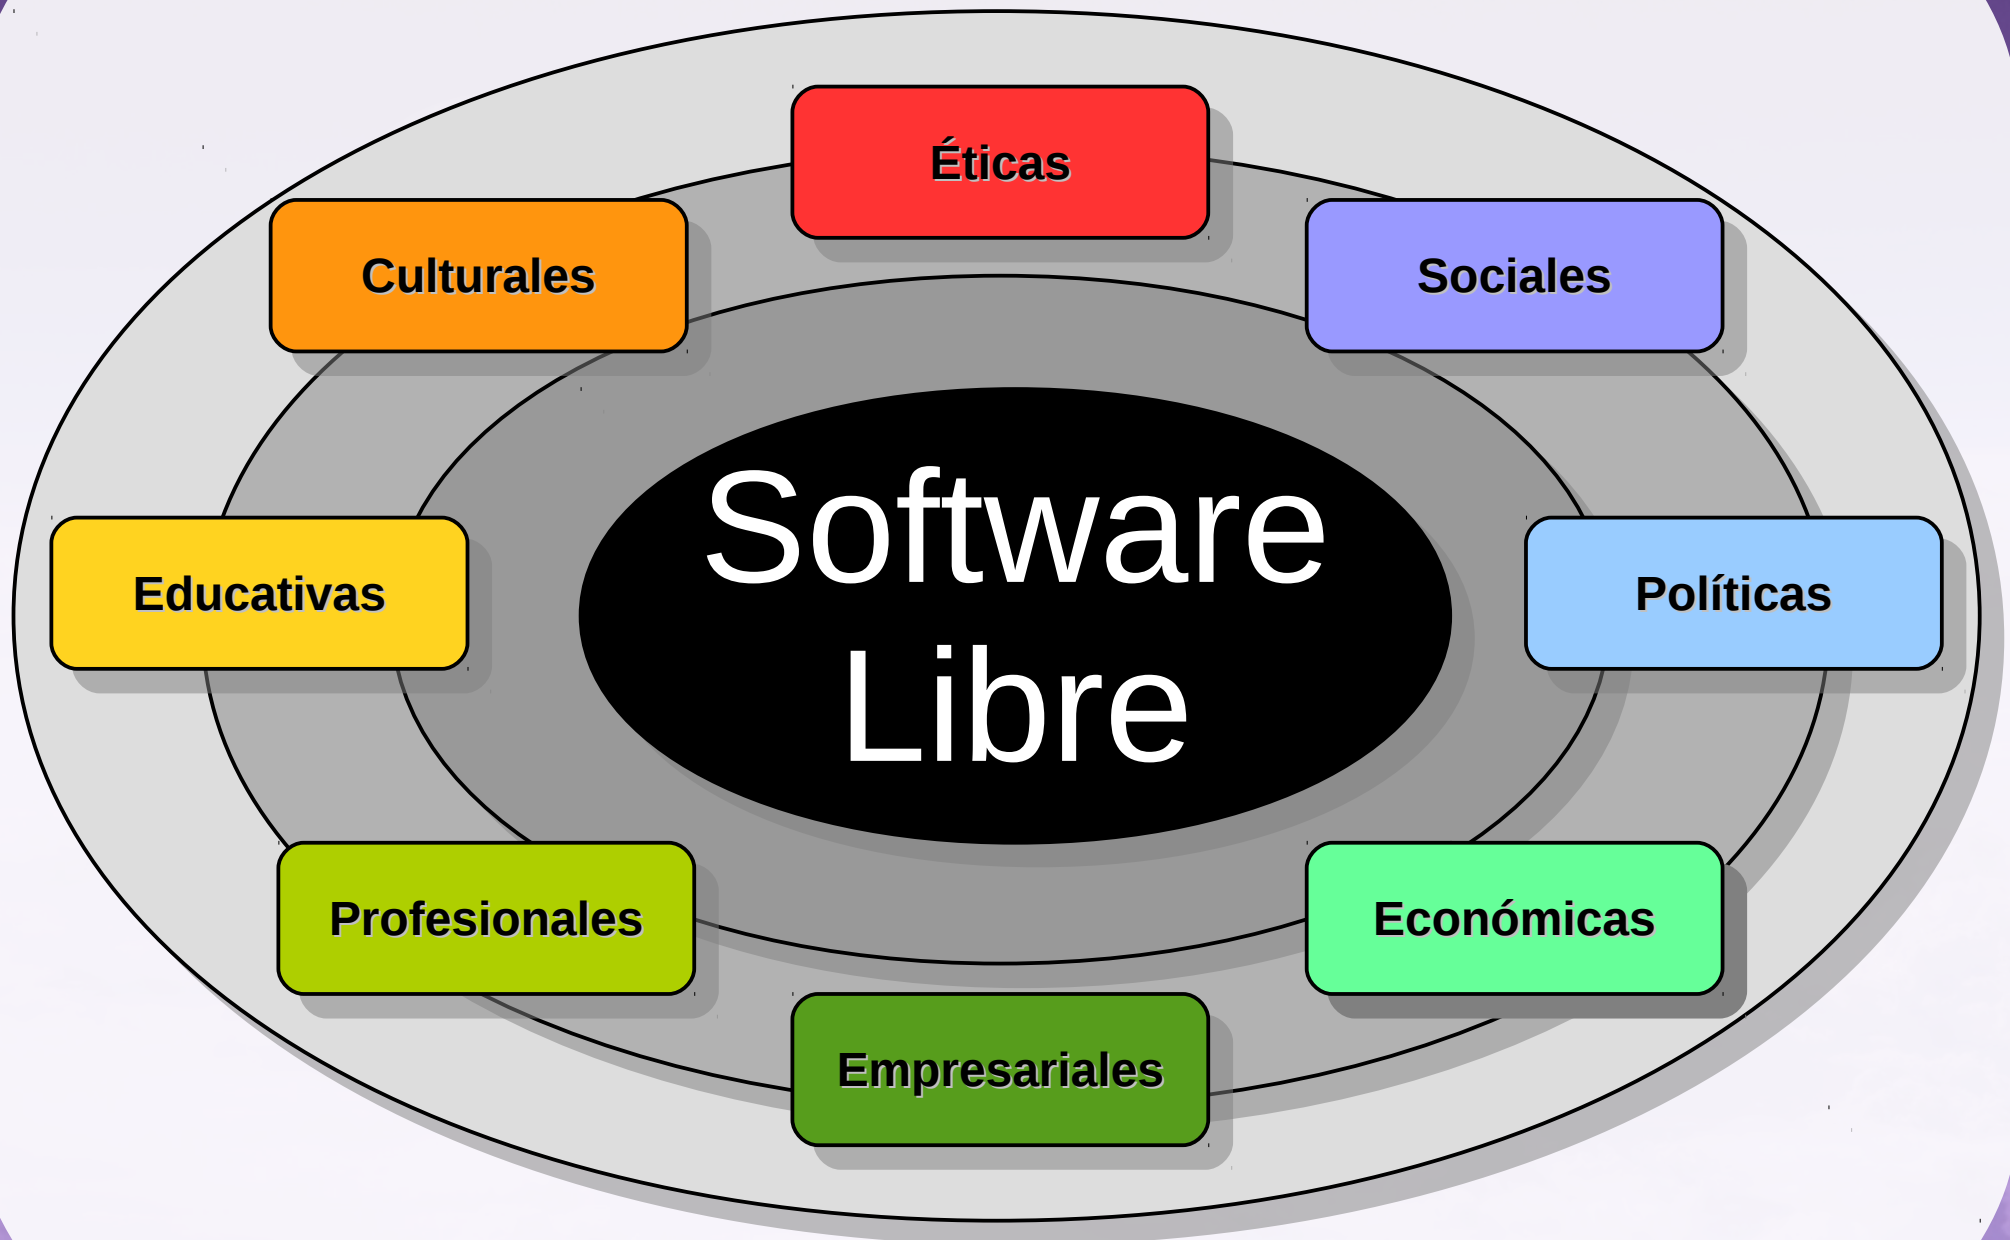 Éticas
Culturales
Sociales
Software
Libre
Educativas
Políticas
Profesionales
Económicas
Empresariales